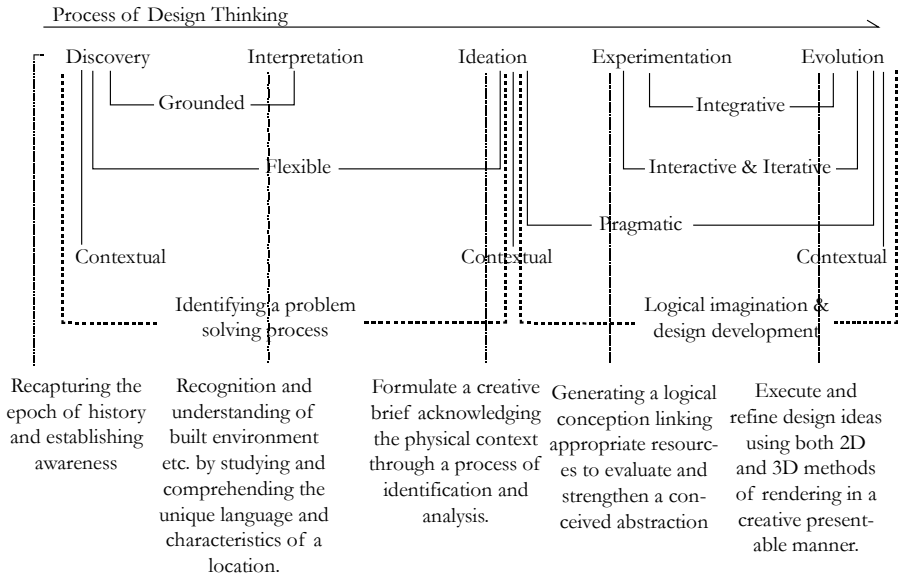 Process of Design Thinking
Discovery
Interpretation
Ideation
Experimentation
Evolution
Grounded
Integrative
Flexible
Interactive & Iterative
Pragmatic
Contextual
Contextual
Contextual
Identifying a problem
solving process
Logical imagination &
design development
Recapturing the
epoch of history
and establishing
awareness
Recognition and
understanding of
built environment
etc. by studying and
comprehending the
unique language and
characteristics of a
location.
Formulate a creative
brief acknowledging
the physical context
through a process of
identification and
analysis.
Generating a logical
conception linking
appropriate resourc-
es to evaluate and
strengthen a con-
ceived abstraction
Execute and
refine design ideas
using both 2D
and 3D methods
of rendering in a
creative present-
able manner.